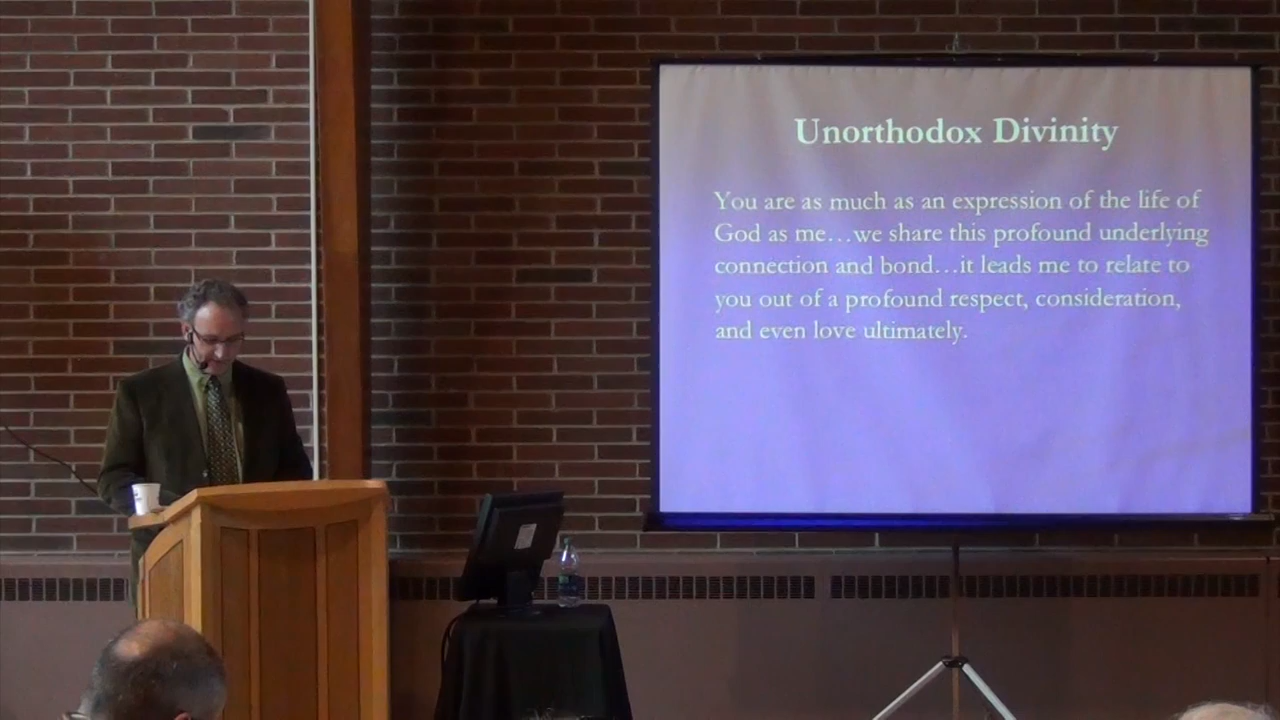 Unorthodox Divinity
You are as much as an expression of the life of
God as me...we share this profound underlying
connection and bond...it leads me to relate to
you out of a profound respect, consideration,
and even love ultimately.